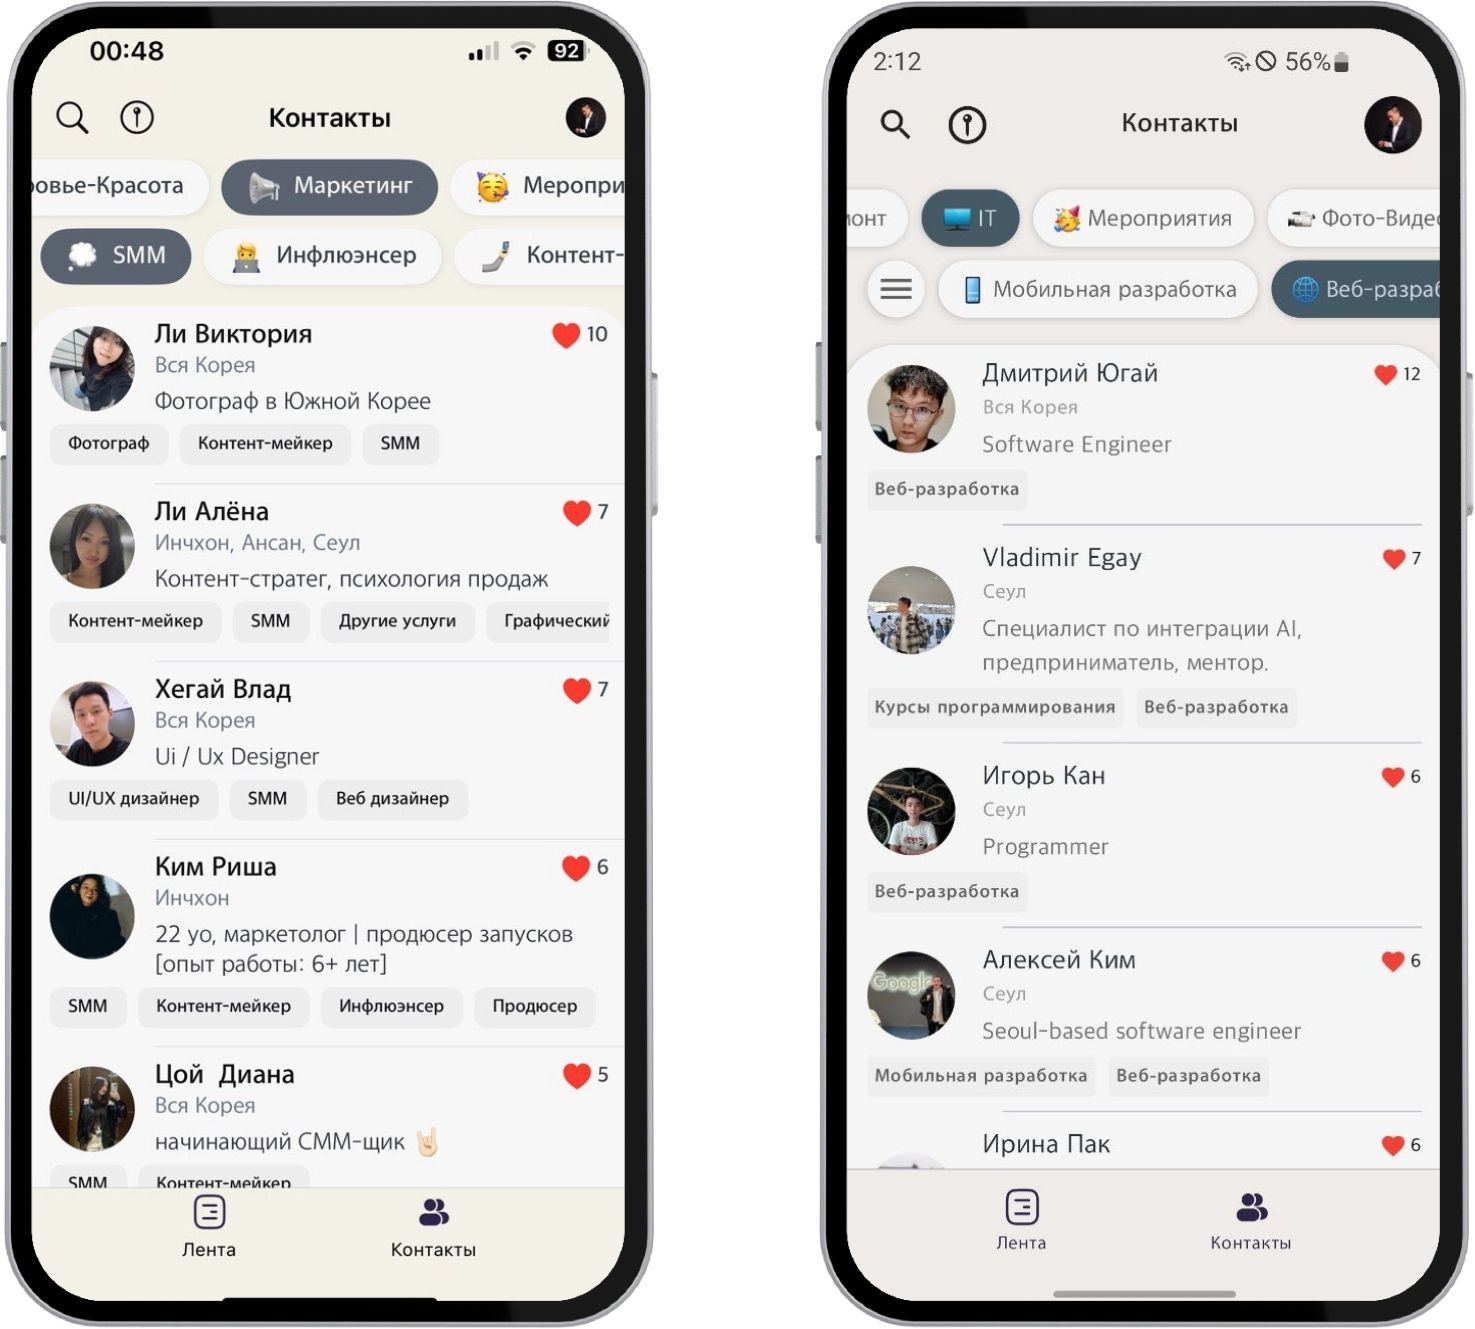 00:48
92
Контакты
овье-Красота
Маркетинг
Меропри
SMM
Инфлюэнсер
Контент-
Ли Виктория
10
Вся Корея
Фотограф в Южной Корее
Фотограф
Контент-мейкер
SMM
Ли Алёна
7
Инчхон, Ансан, Сеул
Контент-стратег, психология продаж
Контент-мейкер
SMM
Другие услуги
Графический
Хегай Влад
7
Вся Корея
Ui / Ux Designer
UI/UX дизайнер
SMM
Веб дизайнер
Ким Риша
6
Инчхон
22 yo, маркетолог | продюсер запусков
[опыт работы: 6+ лет]
SMM
Контент-мейкер
Инфлюэнсер
Продюсер
Цой  Диана
5
Вся Корея
начинающий СММ-щик 🤘🏻
SMM
Контент-мейкер
Лента
Контакты
2:12
56%
Контакты
монт
IT
Мероприятия
Фото-Видео
Мобильная разработка
Веб-разраб
Дмитрий Югай
12
Вся Корея
Software Engineer
Веб-разработка
Vladimir Egay
7
Сеул
Специалист по интеграции AI,
предприниматель, ментор.
Курсы программирования
Веб-разработка
Игорь Кан
6
Сеул
Programmer
Веб-разработка
Алексей Ким
6
Google
Сеул
Seoul-based software engineer
Мобильная разработка
Веб-разработка
Ирина Пак
6
Лента
Контакты